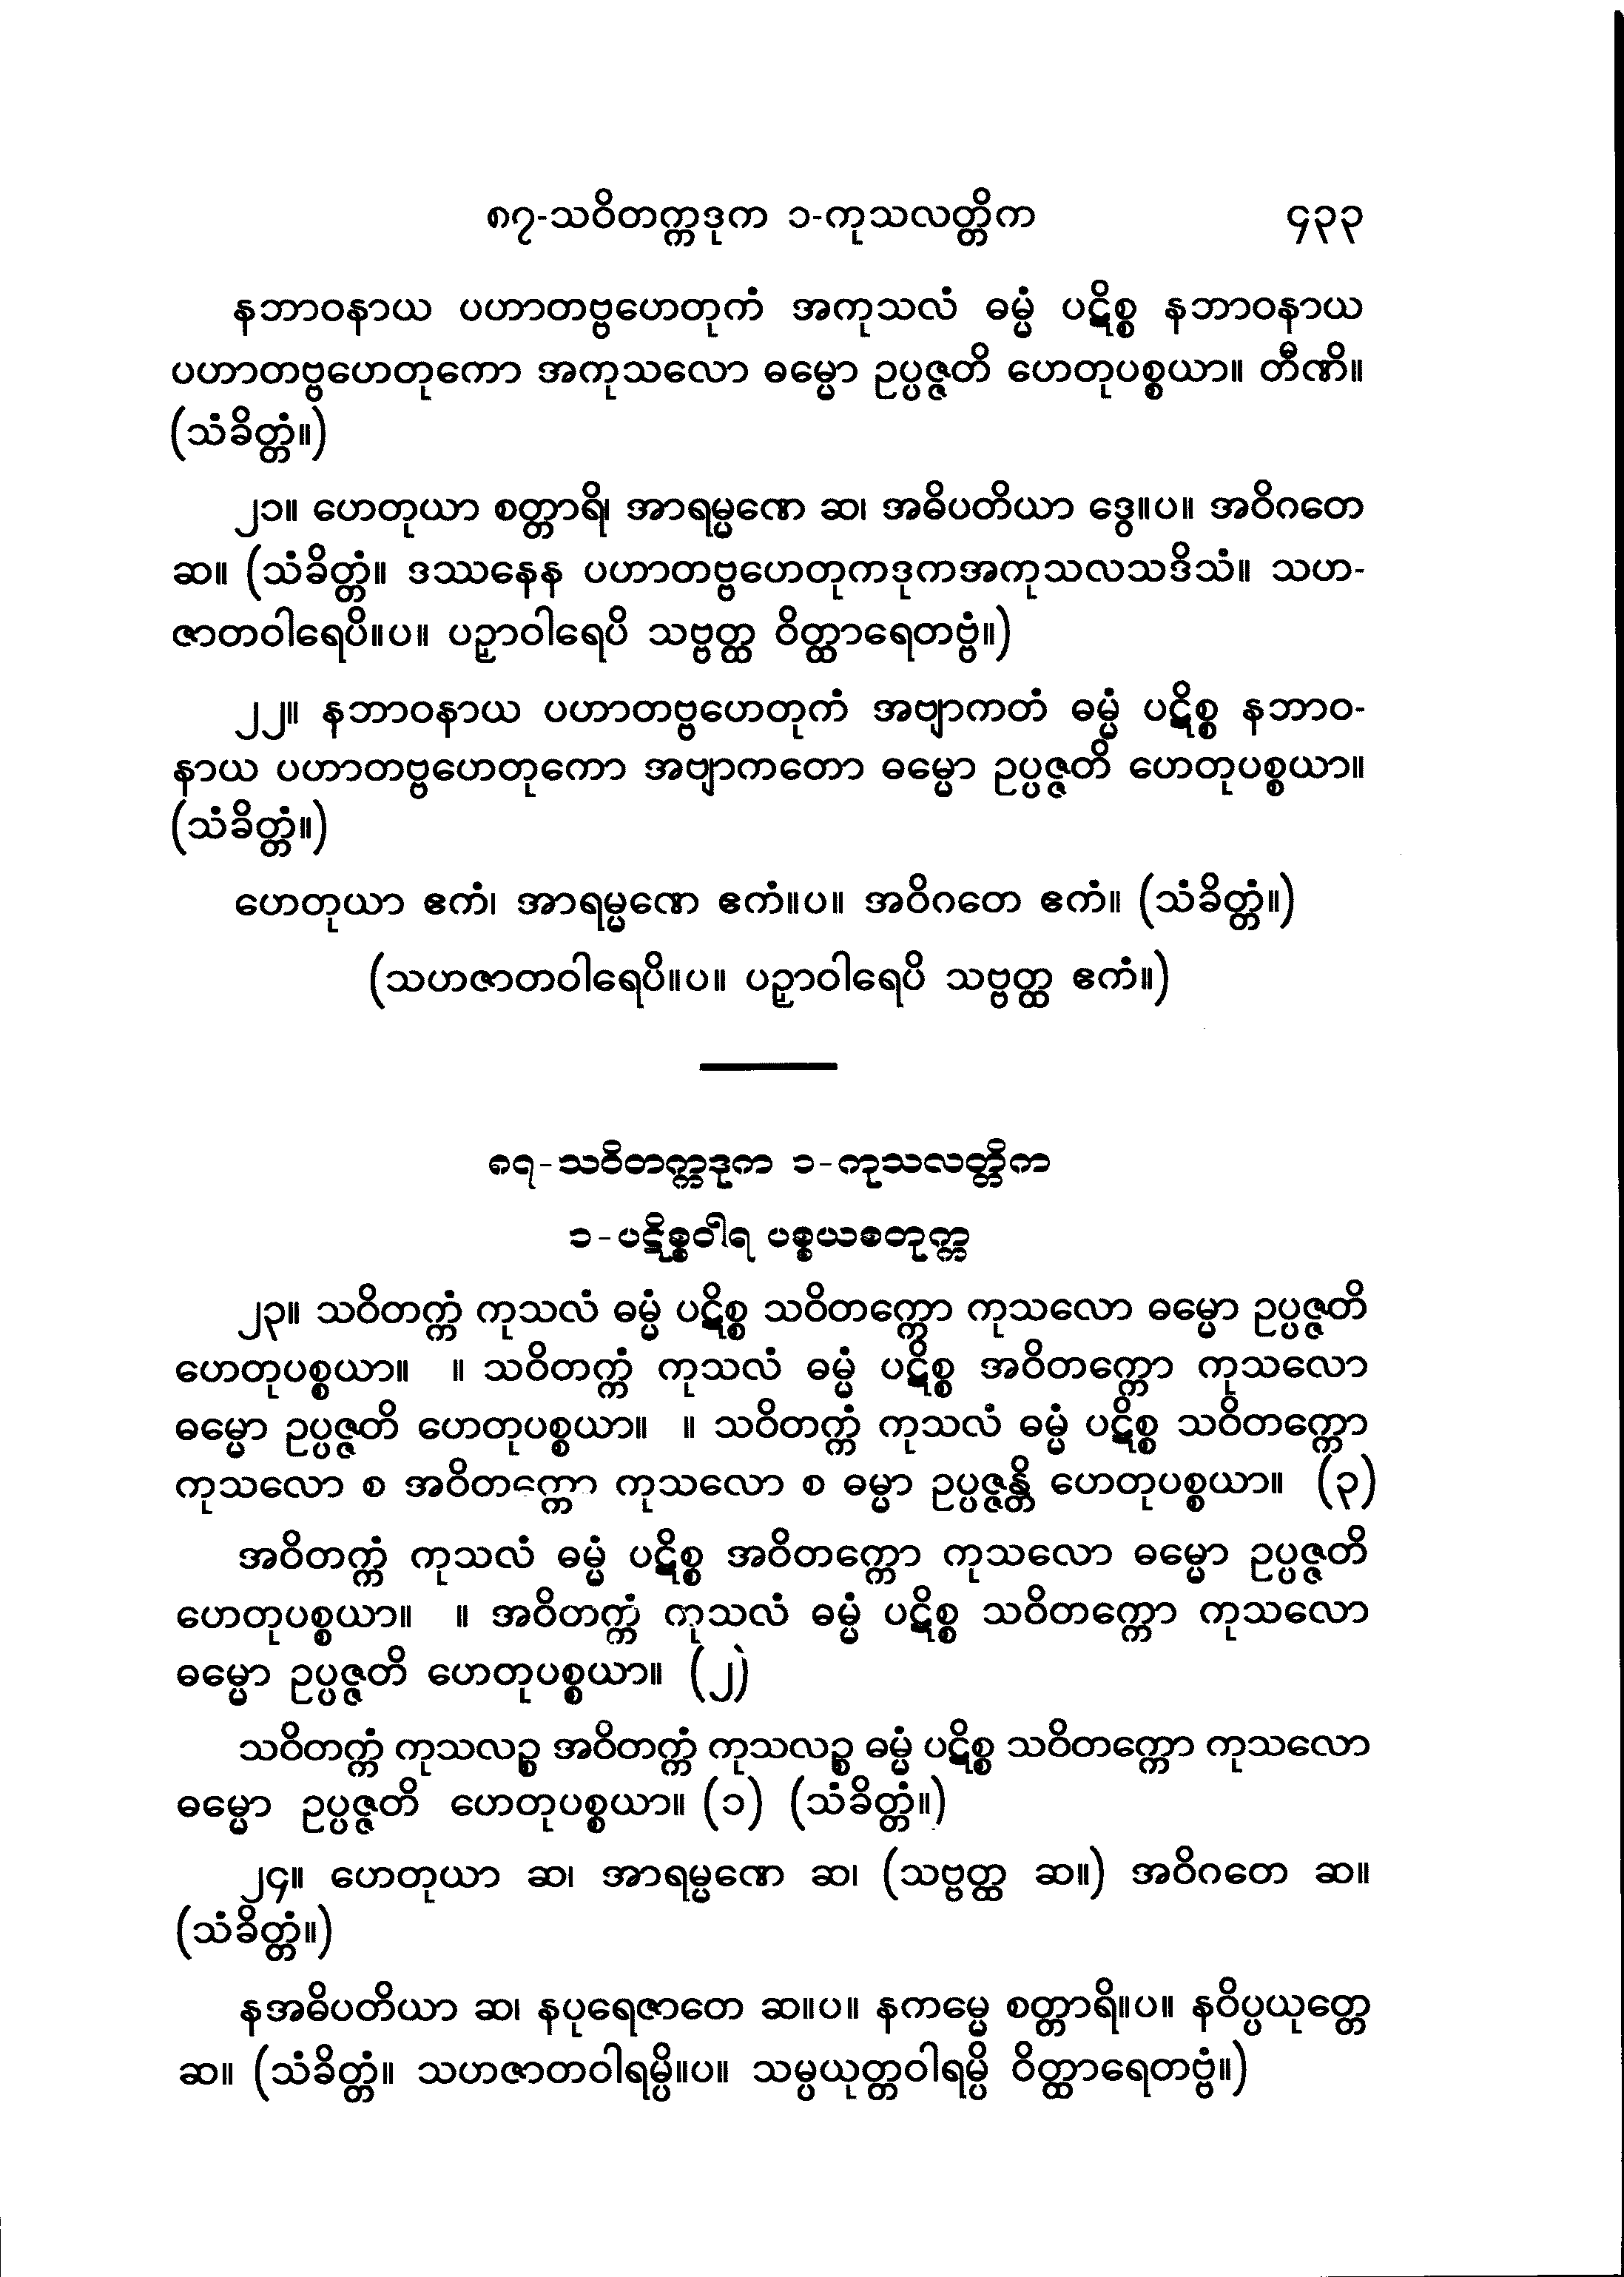 ၈၇-သဝိတက္ကဒုက ၁-ကုသလတ္တိက ၄၃၃
နဘာဝနာယ ပဟာတဗ္ဗဟေတုကံ အကုသလံ ဓမ္မံ ပဋိစ္စ နဘာဝနာယ
ပဟာတဗ္ဗဟေတုကော အကုသလော ဓမ္မော ဥပ္ပဇ္ဇတိ ဟေတုပစ္စယာ။ တီဏိ။
(သံခိတ္တံ။)
၂၁။ ဟေတုယာ စတ္တာရိ၊ အာရမ္မဏေ ဆ၊ အဓိပတိယာ ဒွေ။ပ။ အဝိဂတေ
ဆ။ (သံခိတ္တံ။ ဒဿနေန ပဟာတဗ္ဗဟေတုကဒုကအကုသလသဒိသံ။ သဟ-
ဇာတဝါရေပိ။ပ။ ပဉှာဝါရေပိ သဗ္ဗတ္ထ ဝိတ္ထာရေတဗ္ဗံ။)
၂၂။ နဘာဝနာယ ပဟာတဗ္ဗဟေတုကံ အဗျာကတံ ဓမ္မံ ပဋိစ္စ နဘာဝ-
နာယ ပဟာတဗ္ဗဟေတုကော အဗျာကတော ဓမ္မော ဥပ္ပဇ္ဇတိ ဟေတုပစ္စယာ။
(သံခိတ္တံ။)
ဟေတုယာ ဧကံ၊ အာရမ္မဏေ ဧကံ။ပ။ အဝိဂတေ ဧကံ။ (သံခိတ္တံ။)
(သဟဇာတဝါရေပိ။ပ။ ပဉှာဝါရေပိ သဗ္ဗတ္ထ ဧကံ။)
၈၇-သဝိတက္ကဒုက ၁-ကုသလတ္တိက
၁-ပဋိစ္စဝါရ ပစ္စယစတုက္က
၂၃။ သဝိတက္ကံ ကုသလံ ဓမ္မံ ပဋိစ္စ သဝိတက္ကော ကုသလော ဓမ္မော ဥပ္ပဇ္ဇတိ
ဟေတုပစ္စယာ။ ။ သဝိတက္ကံ ကုသလံ ဓမ္မံ ပဋိစ္စ အဝိတက္ကော ကုသလော
ဓမ္မော ဥပ္ပဇ္ဇတိ ဟေတုပစ္စယာ။ ။ သဝိတက္ကံ ကုသလံ ဓမ္မံ ပဋိစ္စ သဝိတက္ကော
ကုသလော စ အဝိတက္ကော ကုသလော စ ဓမ္မာ ဥပ္ပဇ္ဇန္တိ ဟေတုပစ္စယာ။ (၃)
အဝိတက္ကံ ကုသလံ ဓမ္မံ ပဋိစ္စ အဝိတက္ကော ကုသလော ဓမ္မော ဥပ္ပဇ္ဇတိ
ဟေတုပစ္စယာ။ ။ အဝိတက္ကံ ကုသလံ ဓမ္မံ ပဋိစ္စ သဝိတက္ကော ကုသလော
ဓမ္မော ဥပ္ပဇ္ဇတိ ဟေတုပစ္စယာ။ (၂)
သဝိတက္ကံ ကုသလဉ္စ အဝိတက္ကံ ကုသလဉ္စ ဓမ္မံ ပဋိစ္စ သဝိတက္ကော ကုသလော
ဓမ္မော ဥပ္ပဇ္ဇတိ ဟေတုပစ္စယာ။ (၁) (သံခိတ္တံ။)
၂၄။ ဟေတုယာ ဆ၊ အာရမ္မဏေ ဆ၊ (သဗ္ဗတ္ထ ဆ။) အဝိဂတေ ဆ။
(သံခိတ္တံ။)
နအဓိပတိယာ ဆ၊ နပုရေဇာတေ ဆ။ပ။ နကမ္မေ စတ္တာရိ။ပ။ နဝိပ္ပယုတ္တေ
ဆ။ (သံခိတ္တံ။ သဟဇာတဝါရမ္ပိ။ပ။ သမ္ပယုတ္တဝါရမ္ပိ ဝိတ္ထာရေတဗ္ဗံ။)